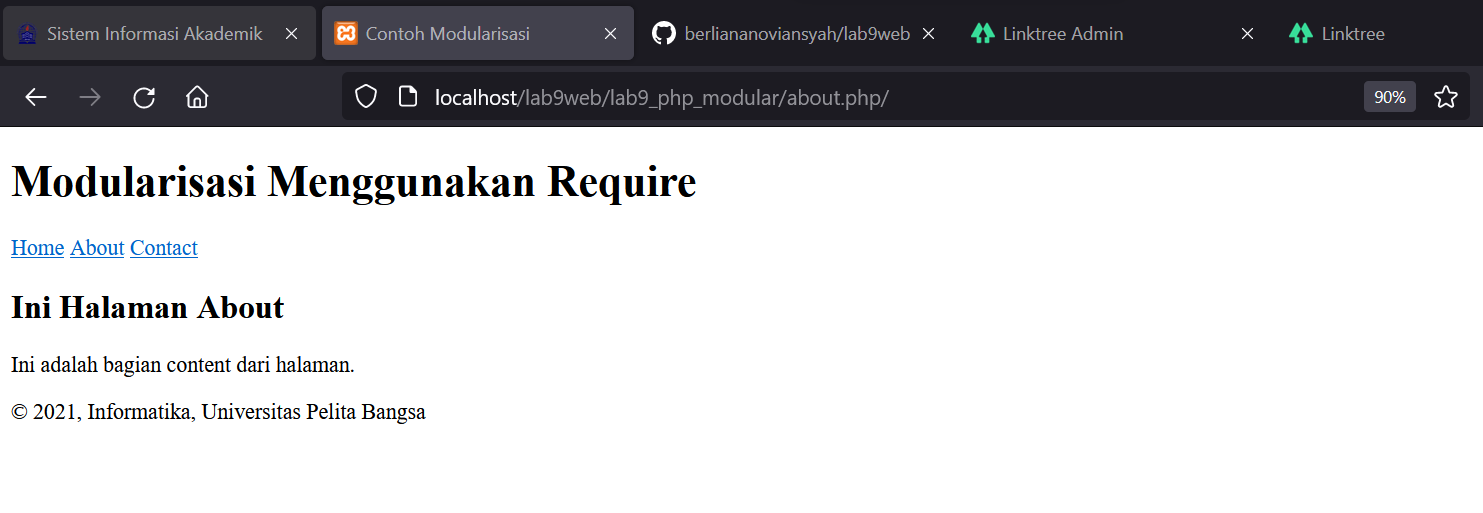 Sistem Informasi Akademik
Contoh Modularisasi
berliananoviansyah/lab9web
Linktree Admin
Linktree
localhost/lab9web/lab9_php_modular/about.php/
90%
Modularisasi Menggunakan Require
Home About Contact
Ini Halaman About
Ini adalah bagian content dari halaman.
© 2021, Informatika, Universitas Pelita Bangsa